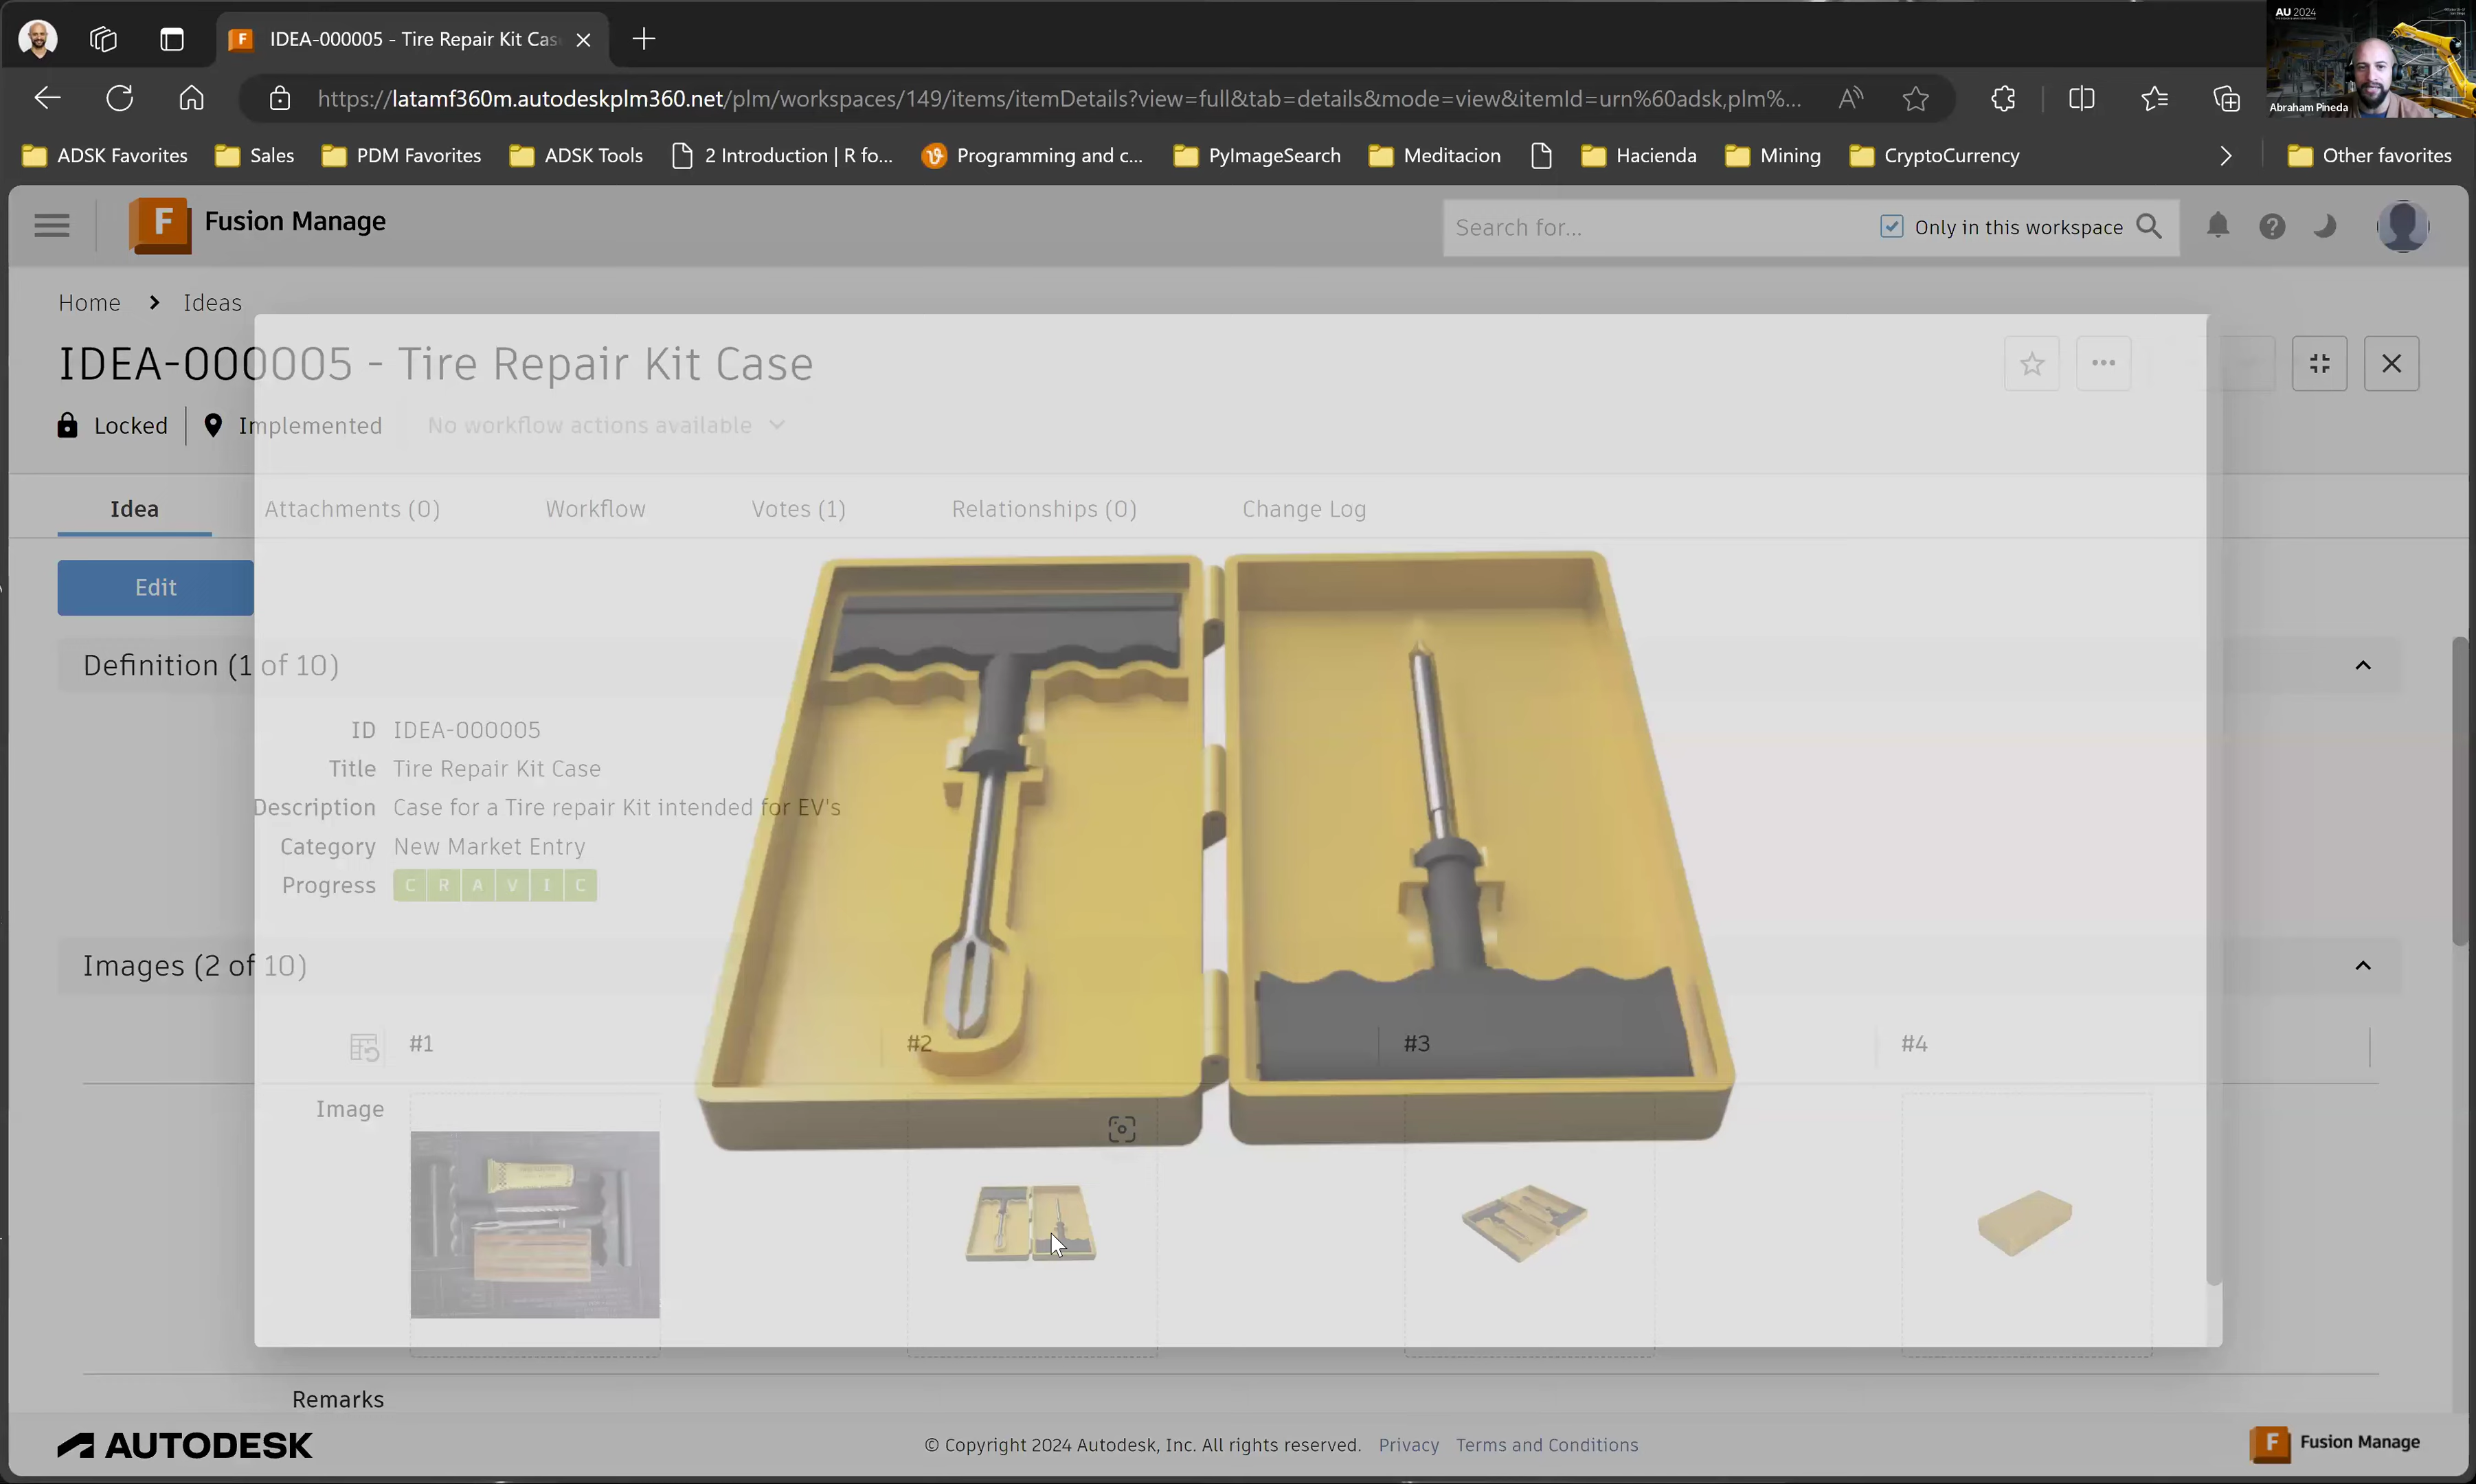 IDEA-000005 - Tire Repair Kit Cas
AU 2024
Abraham Pineda
https://latamf360m.autodeskplm360.net/plm/workspaces/149/items/itemDetails?view=full&tab=details&mode=view&itemId=urn%60adsk,plm%...
ADSK Favorites
Sales
PDM Favorites
ADSK Tools
2 Introduction | R fo...
Programming and c...
PyImageSearch
Meditacion
Hacienda
Mining
CryptoCurrency
Other favorites
F Fusion Manage
Search for...
Only in this workspace
Home > Ideas
IDEA-000005 - Tire Repair Kit Case
Locked
Implemented
No workflow actions available
Idea
Attachments (0)
Workflow
Votes (1)
Relationships (0)
Change Log
Edit
Definition (1 of 10)
ID IDEA-000005
Title Tire Repair Kit Case
Description Case for a Tire repair Kit intended for EV's
Category New Market Entry
Progress C R A V I C
Images (2 of 10)
#1 #2 #3 #4
Image
Remarks
AUTODESK
© Copyright 2024 Autodesk, Inc. All rights reserved. Privacy Terms and Conditions
F Fusion Manage